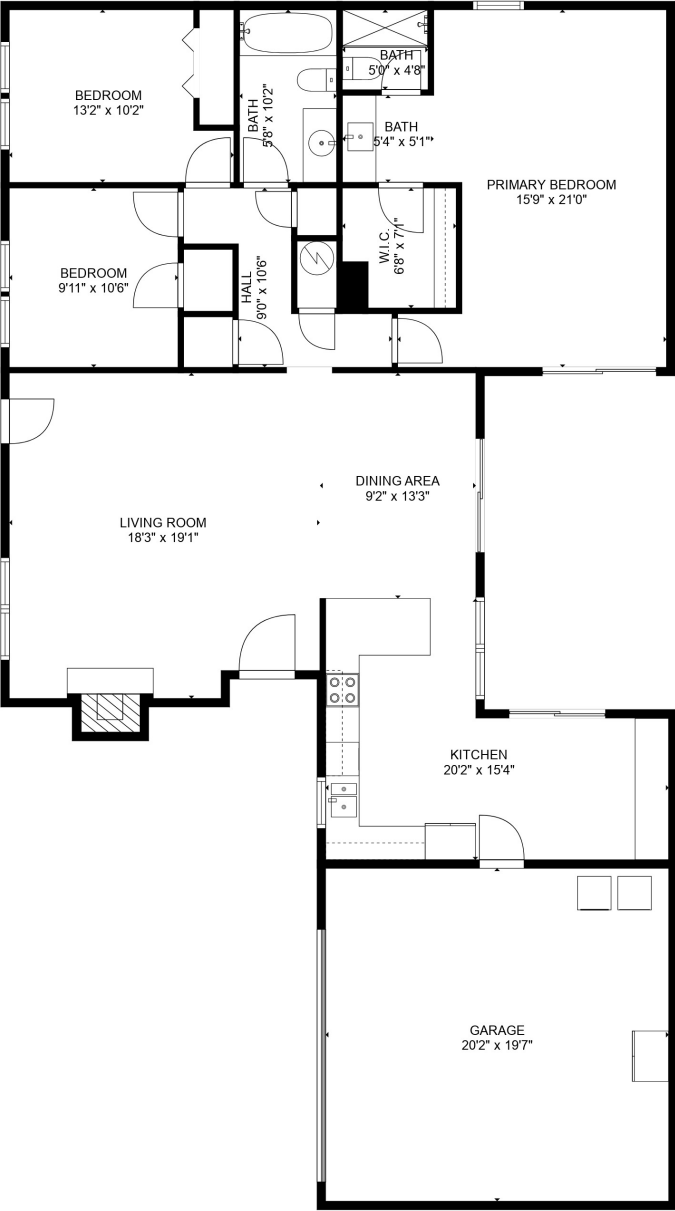 BATH
5'0" x 4'8"
BEDROOM
13'2" x 10'2"
BATH
5'8" x 10'2"
BATH
5'4" x 5'1"
PRIMARY BEDROOM
15'9" x 21'0"
W.I.C.
6'8" x 7'1"
BEDROOM
9'11" x 10'6"
HALL
9'0" x 10'6"
DINING AREA
9'2" x 13'3"
LIVING ROOM
18'3" x 19'1"
KITCHEN
20'2" x 15'4"
GARAGE
20'2" x 19'7"